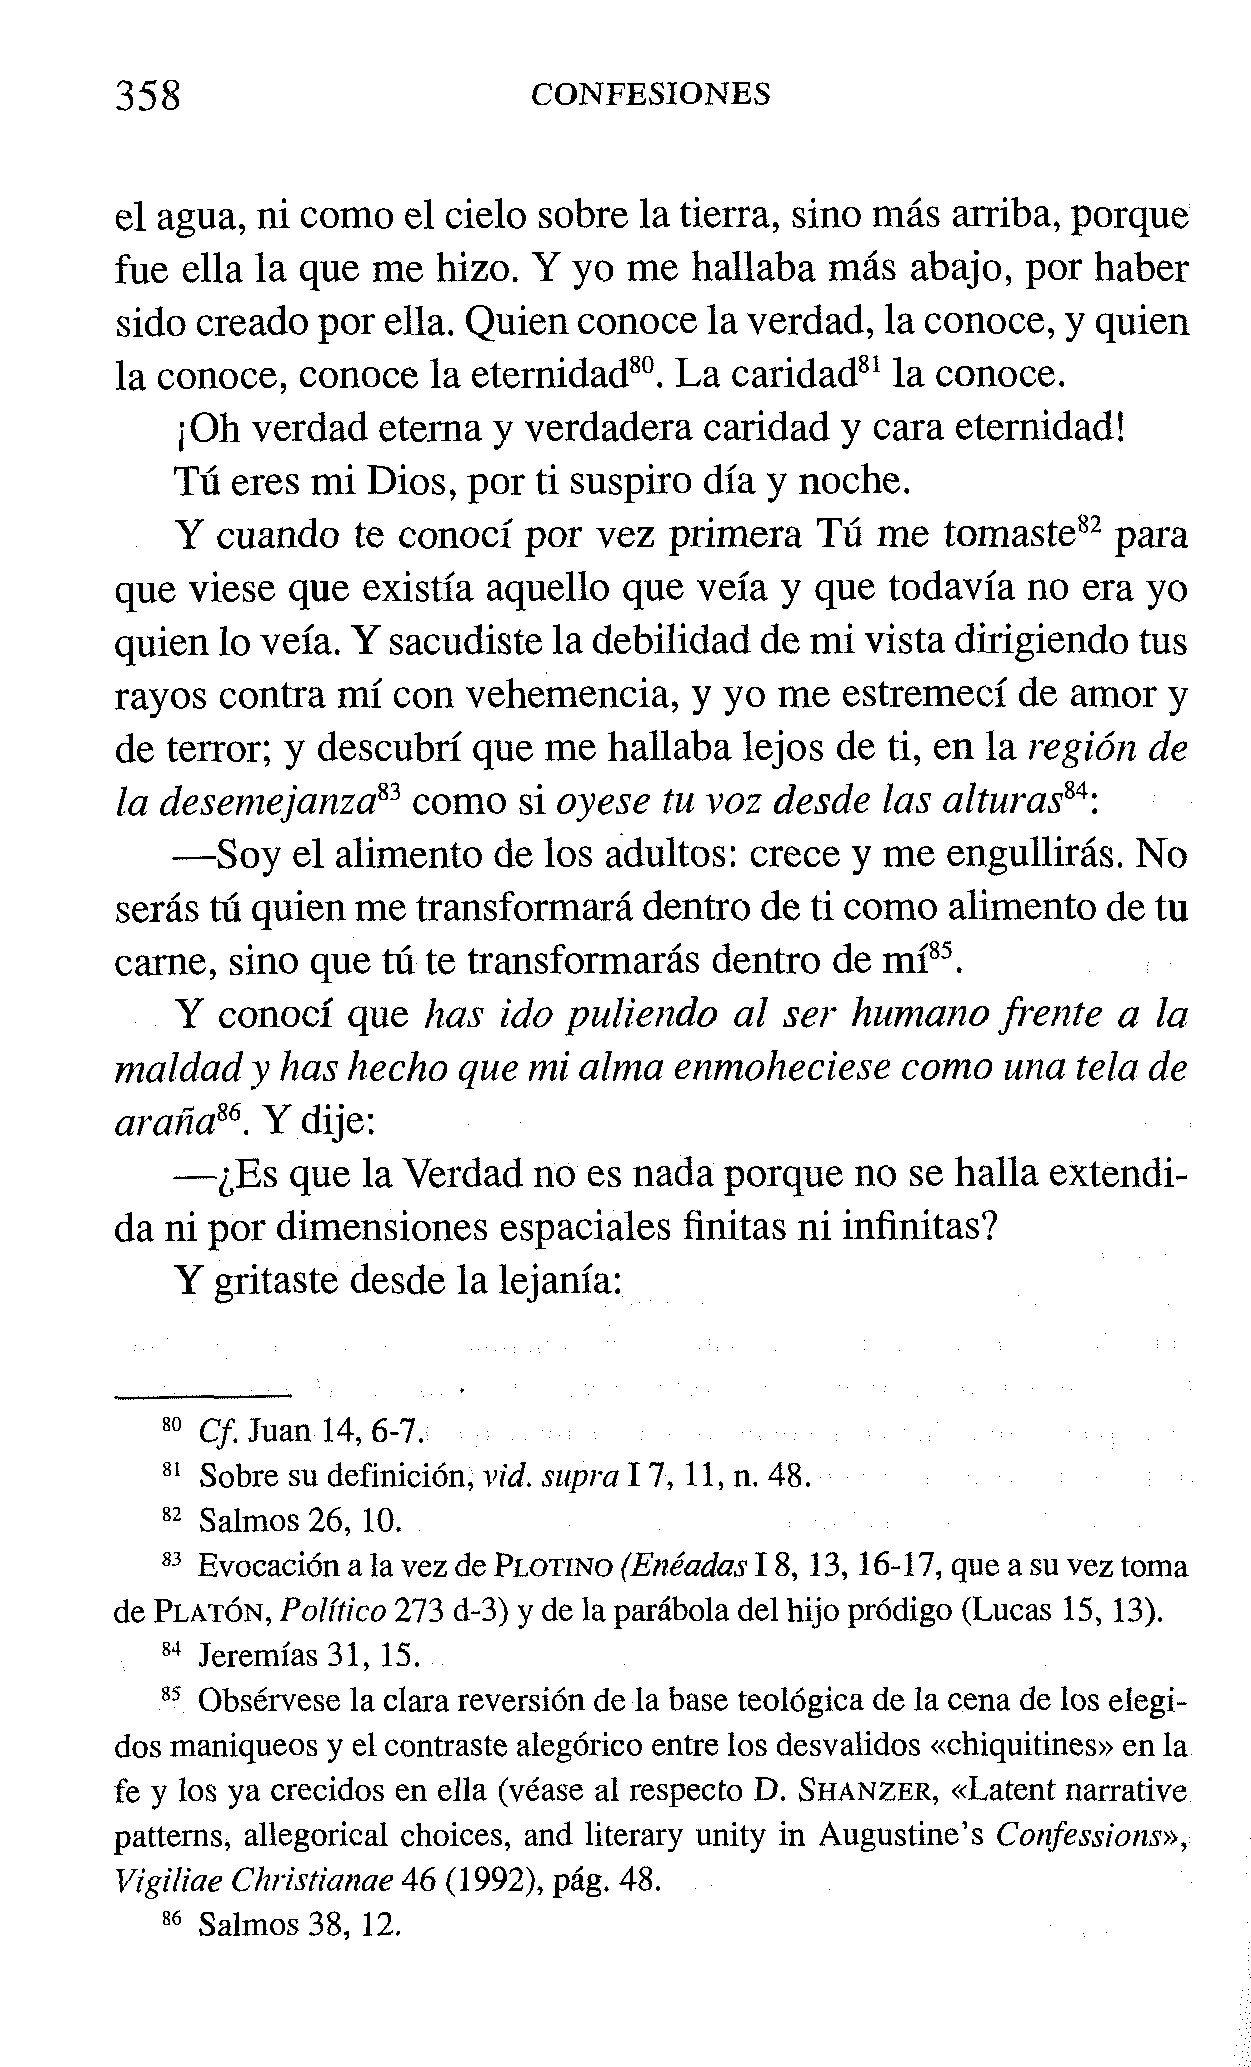 358 CONFESIONES
el agua, ni como el cielo sobre la tierra, sino más arriba, porque
fue ella la que me hizo. Y yo me hallaba más abajo, por haber
sido creado por ella. Quien conoce la verdad, la conoce, y quien
la conoce, conoce la eternidad⁸⁰. La caridad⁸¹ la conoce.
¡Oh verdad eterna y verdadera caridad y cara eternidad!
Tú eres mi Dios, por ti suspiro día y noche.
Y cuando te conocí por vez primera Tú me tomaste⁸² para
que viese que existía aquello que veía y que todavía no era yo
quien lo veía. Y sacudiste la debilidad de mi vista dirigiendo tus
rayos contra mí con vehemencia, y yo me estremecí de amor y
de terror; y descubrí que me hallaba lejos de ti, en la región de
la desemejanza⁸³ como si oyese tu voz desde las alturas⁸⁴:
—Soy el alimento de los adultos: crece y me engullirás. No
serás tú quien me transformará dentro de ti como alimento de tu
carne, sino que tú te transformarás dentro de mí⁸⁵.
Y conocí que has ido puliendo al ser humano frente a la
maldad y has hecho que mi alma enmoheciese como una tela de
araña⁸⁶. Y dije:
—¿Es que la Verdad no es nada porque no se halla extendi-
da ni por dimensiones espaciales finitas ni infinitas?
Y gritaste desde la lejanía:
⁸⁰ Cf. Juan 14, 6-7.
⁸¹ Sobre su definición, vid. supra I 7, 11, n. 48.
⁸² Salmos 26, 10.
⁸³ Evocación a la vez de PLOTINO (Enéadas I 8, 13, 16-17, que a su vez toma
de PLATÓN, Político 273 d-3) y de la parábola del hijo pródigo (Lucas 15, 13).
⁸⁴ Jeremías 31, 15.
⁸⁵ Obsérvese la clara reversión de la base teológica de la cena de los elegi-
dos maniqueos y el contraste alegórico entre los desvalidos «chiquitines» en la
fe y los ya crecidos en ella (véase al respecto D. SHANZER, «Latent narrative
patterns, allegorical choices, and literary unity in Augustine's Confessions»,
Vigiliae Christianae 46 (1992), pág. 48.
⁸⁶ Salmos 38, 12.